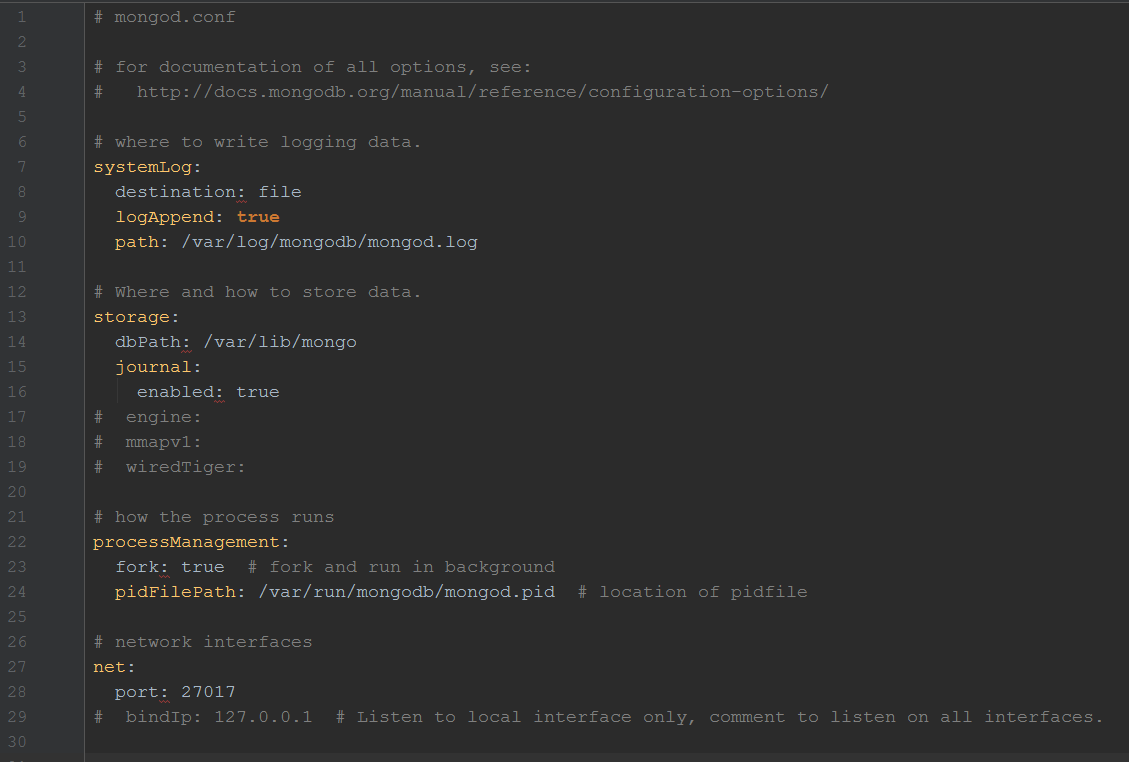 1 # mongod.conf
2
3 # for documentation of all options, see:
4 #   http://docs.mongodb.org/manual/reference/configuration-options/
5
6 # where to write logging data.
7 systemLog:
8   destination: file
9   logAppend: true
10   path: /var/log/mongodb/mongod.log
11
12 # Where and how to store data.
13 storage:
14   dbPath: /var/lib/mongo
15   journal:
16     enabled: true
17 #  engine:
18 #  mmapv1:
19 #  wiredTiger:
20
21 # how the process runs
22 processManagement:
23   fork: true  # fork and run in background
24   pidFilePath: /var/run/mongodb/mongod.pid  # location of pidfile
25
26 # network interfaces
27 net:
28   port: 27017
29 #  bindIp: 127.0.0.1  # Listen to local interface only, comment to listen on all interfaces.
30